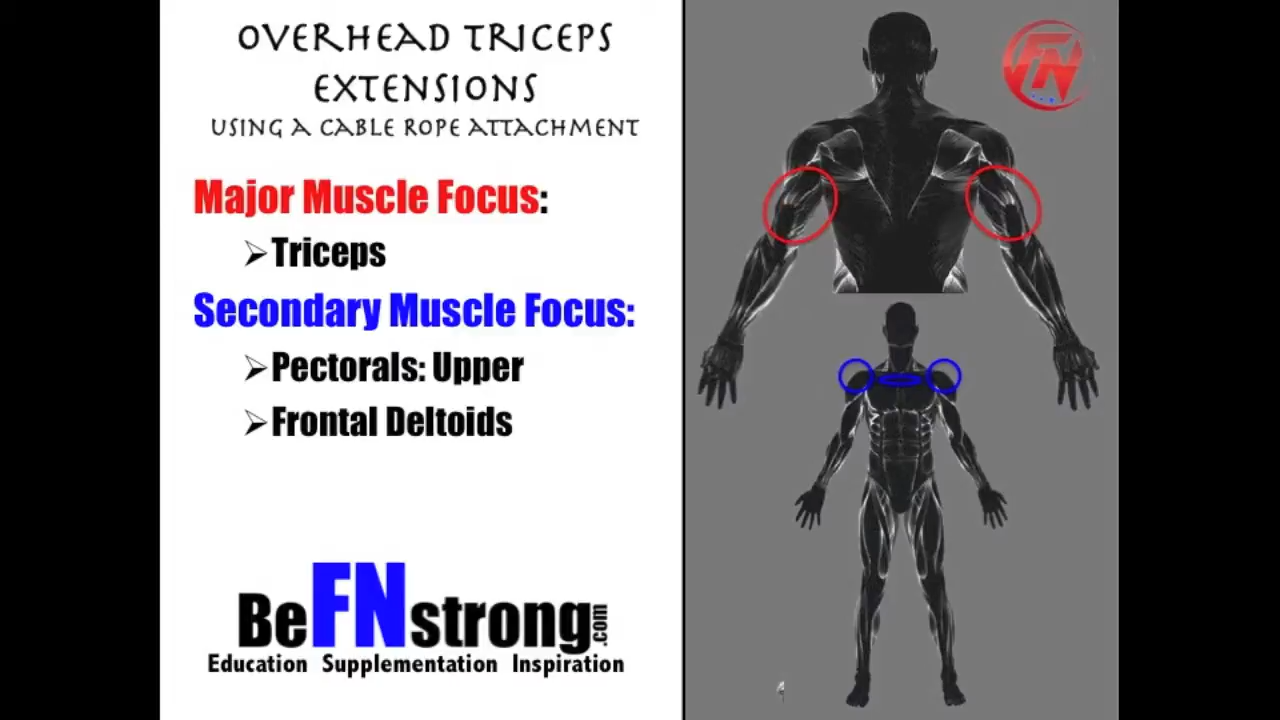 OVERHEAD TRICEPS
EXTENSIONS
USING A CABLE ROPE ATTACHMENT
Major Muscle Focus:
➢Triceps
Secondary Muscle Focus:
➢Pectorals: Upper
➢Frontal Deltoids
BeFNstrong.com
Education Supplementation Inspiration
FN